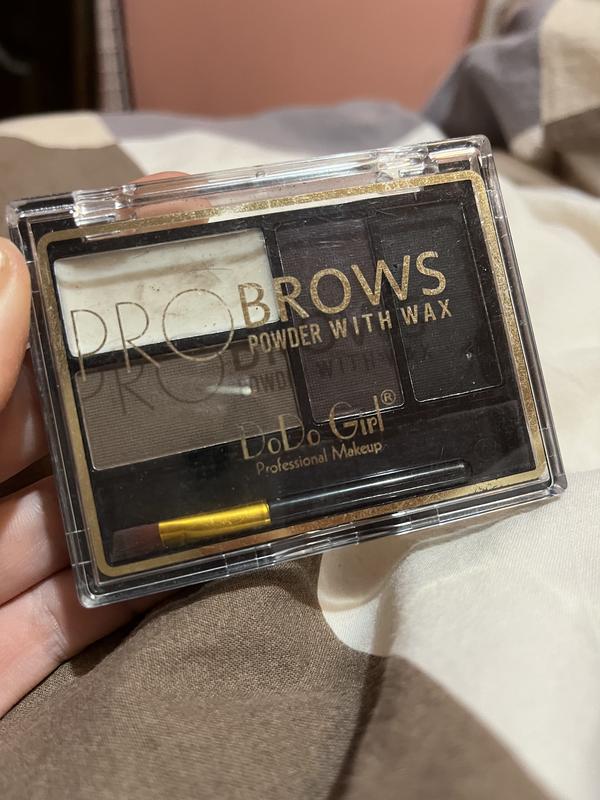 PRO BROWS
POWDER WITH WAX
DoDo Girl®
Professional Makeup